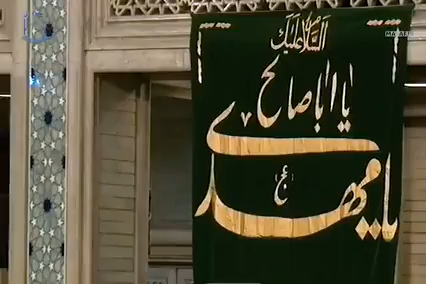 السلام علیک
یا اباصالح
یا مهدی
عج